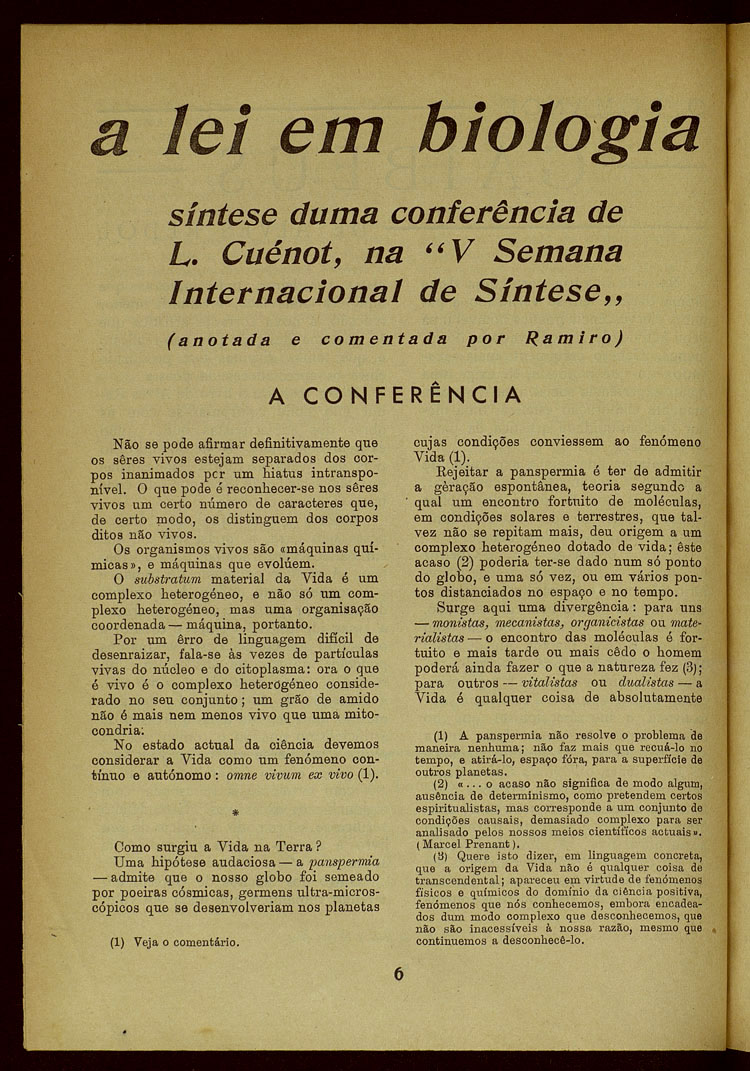 a lei em biologia
síntese duma conferência de
L. Cuénot, na “V Semana
Internacional de Síntese„
(anotada e comentada por Ramiro)
A CONFERÊNCIA
Não se pode afirmar definitivamente que
os sêres vivos estejam separados dos cor-
pos inanimados por um hiatus intranspo-
nível. O que pode é reconhecer-se nos sêres
vivos um certo número de caracteres que,
de certo modo, os distinguem dos corpos
ditos não vivos.
Os organismos vivos são «máquinas quí-
micas», e máquinas que evolúem.
O substratum material da Vida é um
complexo heterogéneo, e não só um com-
plexo heterogéneo, mas uma organisação
coordenada — máquina, portanto.
Por um êrro de linguagem difícil de
desenraizar, fala-se às vezes de partículas
vivas do núcleo e do citoplasma: ora o que
é vivo é o complexo heterogéneo conside-
rado no seu conjunto; um grão de amido
não é mais nem menos vivo que uma mito-
condria.
No estado actual da ciência devemos
considerar a Vida como um fenómeno con-
tínuo e autónomo: omne vivum ex vivo (1).
*
Como surgiu a Vida na Terra?
Uma hipótese audaciosa — a panspermia
— admite que o nosso globo foi semeado
por poeiras cósmicas, germens ultra-micros-
cópicos que se desenvolveriam nos planetas
(1) Veja o comentário.
cujas condições conviessem ao fenómeno
Vida (1).
Rejeitar a panspermia é ter de admitir
a gèração espontânea, teoria segundo a
qual um encontro fortuito de moléculas,
em condições solares e terrestres, que tal-
vez não se repitam mais, deu origem a um
complexo heterogéneo dotado de vida; êste
acaso (2) poderia ter-se dado num só ponto
do globo, e uma só vez, ou em vários pon-
tos distanciados no espaço e no tempo.
Surge aqui uma divergência: para uns
— monistas, mecanistas, organicistas ou mate-
rialistas — o encontro das moléculas é for-
tuito e mais tarde ou mais cêdo o homem
poderá ainda fazer o que a natureza fez (3);
para outros — vitalistas ou dualistas — a
Vida é qualquer coisa de absolutamente
(1) A panspermia não resolve o problema de
maneira nenhuma; não faz mais que recuá-lo no
tempo, e atirá-lo, espaço fóra, para a superfície de
outros planetas.
(2) «... o acaso não significa de modo algum,
ausência de determinismo, como pretendem certos
espiritualistas, mas corresponde a um conjunto de
condições causais, demasiado complexo para ser
analisado pelos nossos meios científicos actuais».
(Marcel Prenant).
(3) Quere isto dizer, em linguagem concreta,
que a origem da Vida não é qualquer coisa de
transcendental; apareceu em virtude de fenómenos
físicos e químicos do domínio da ciência positiva,
fenómenos que nós conhecemos, embora encadea-
dos dum modo complexo que desconhecemos, que
não são inacessíveis à nossa razão, mesmo que
continuemos a desconhecê-lo.
6